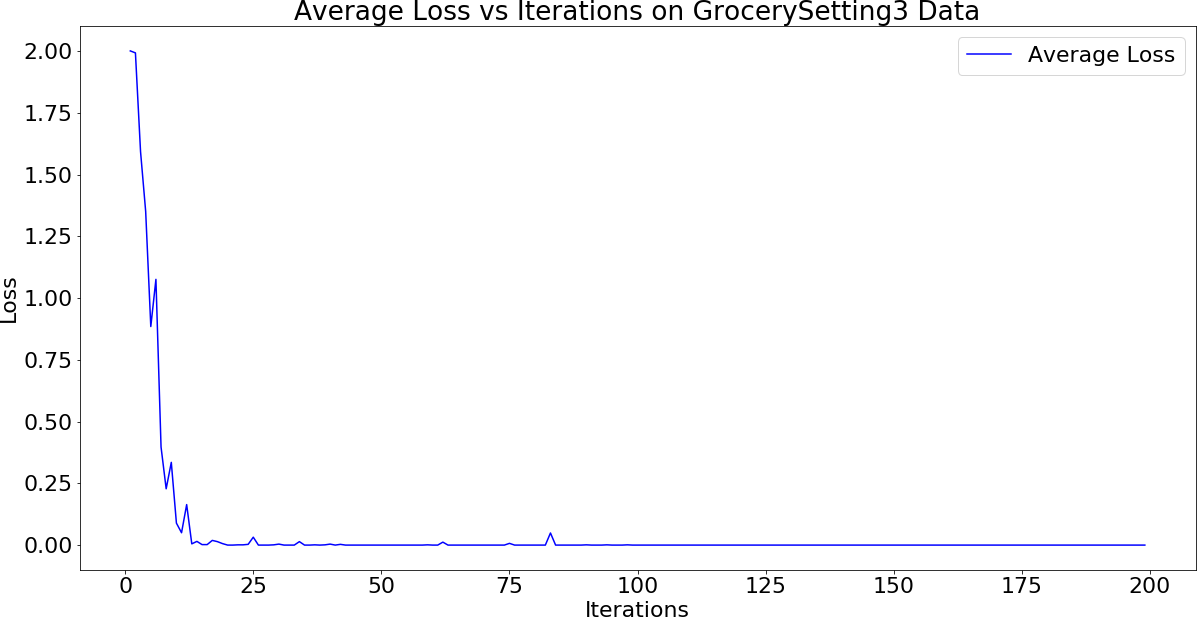 Average Loss vs Iterations on GrocerySetting3 Data
Average Loss
Loss
2.00
1.75
1.50
1.25
1.00
0.75
0.50
0.25
0.00
0 25 50 75 100 125 150 175 200
Iterations